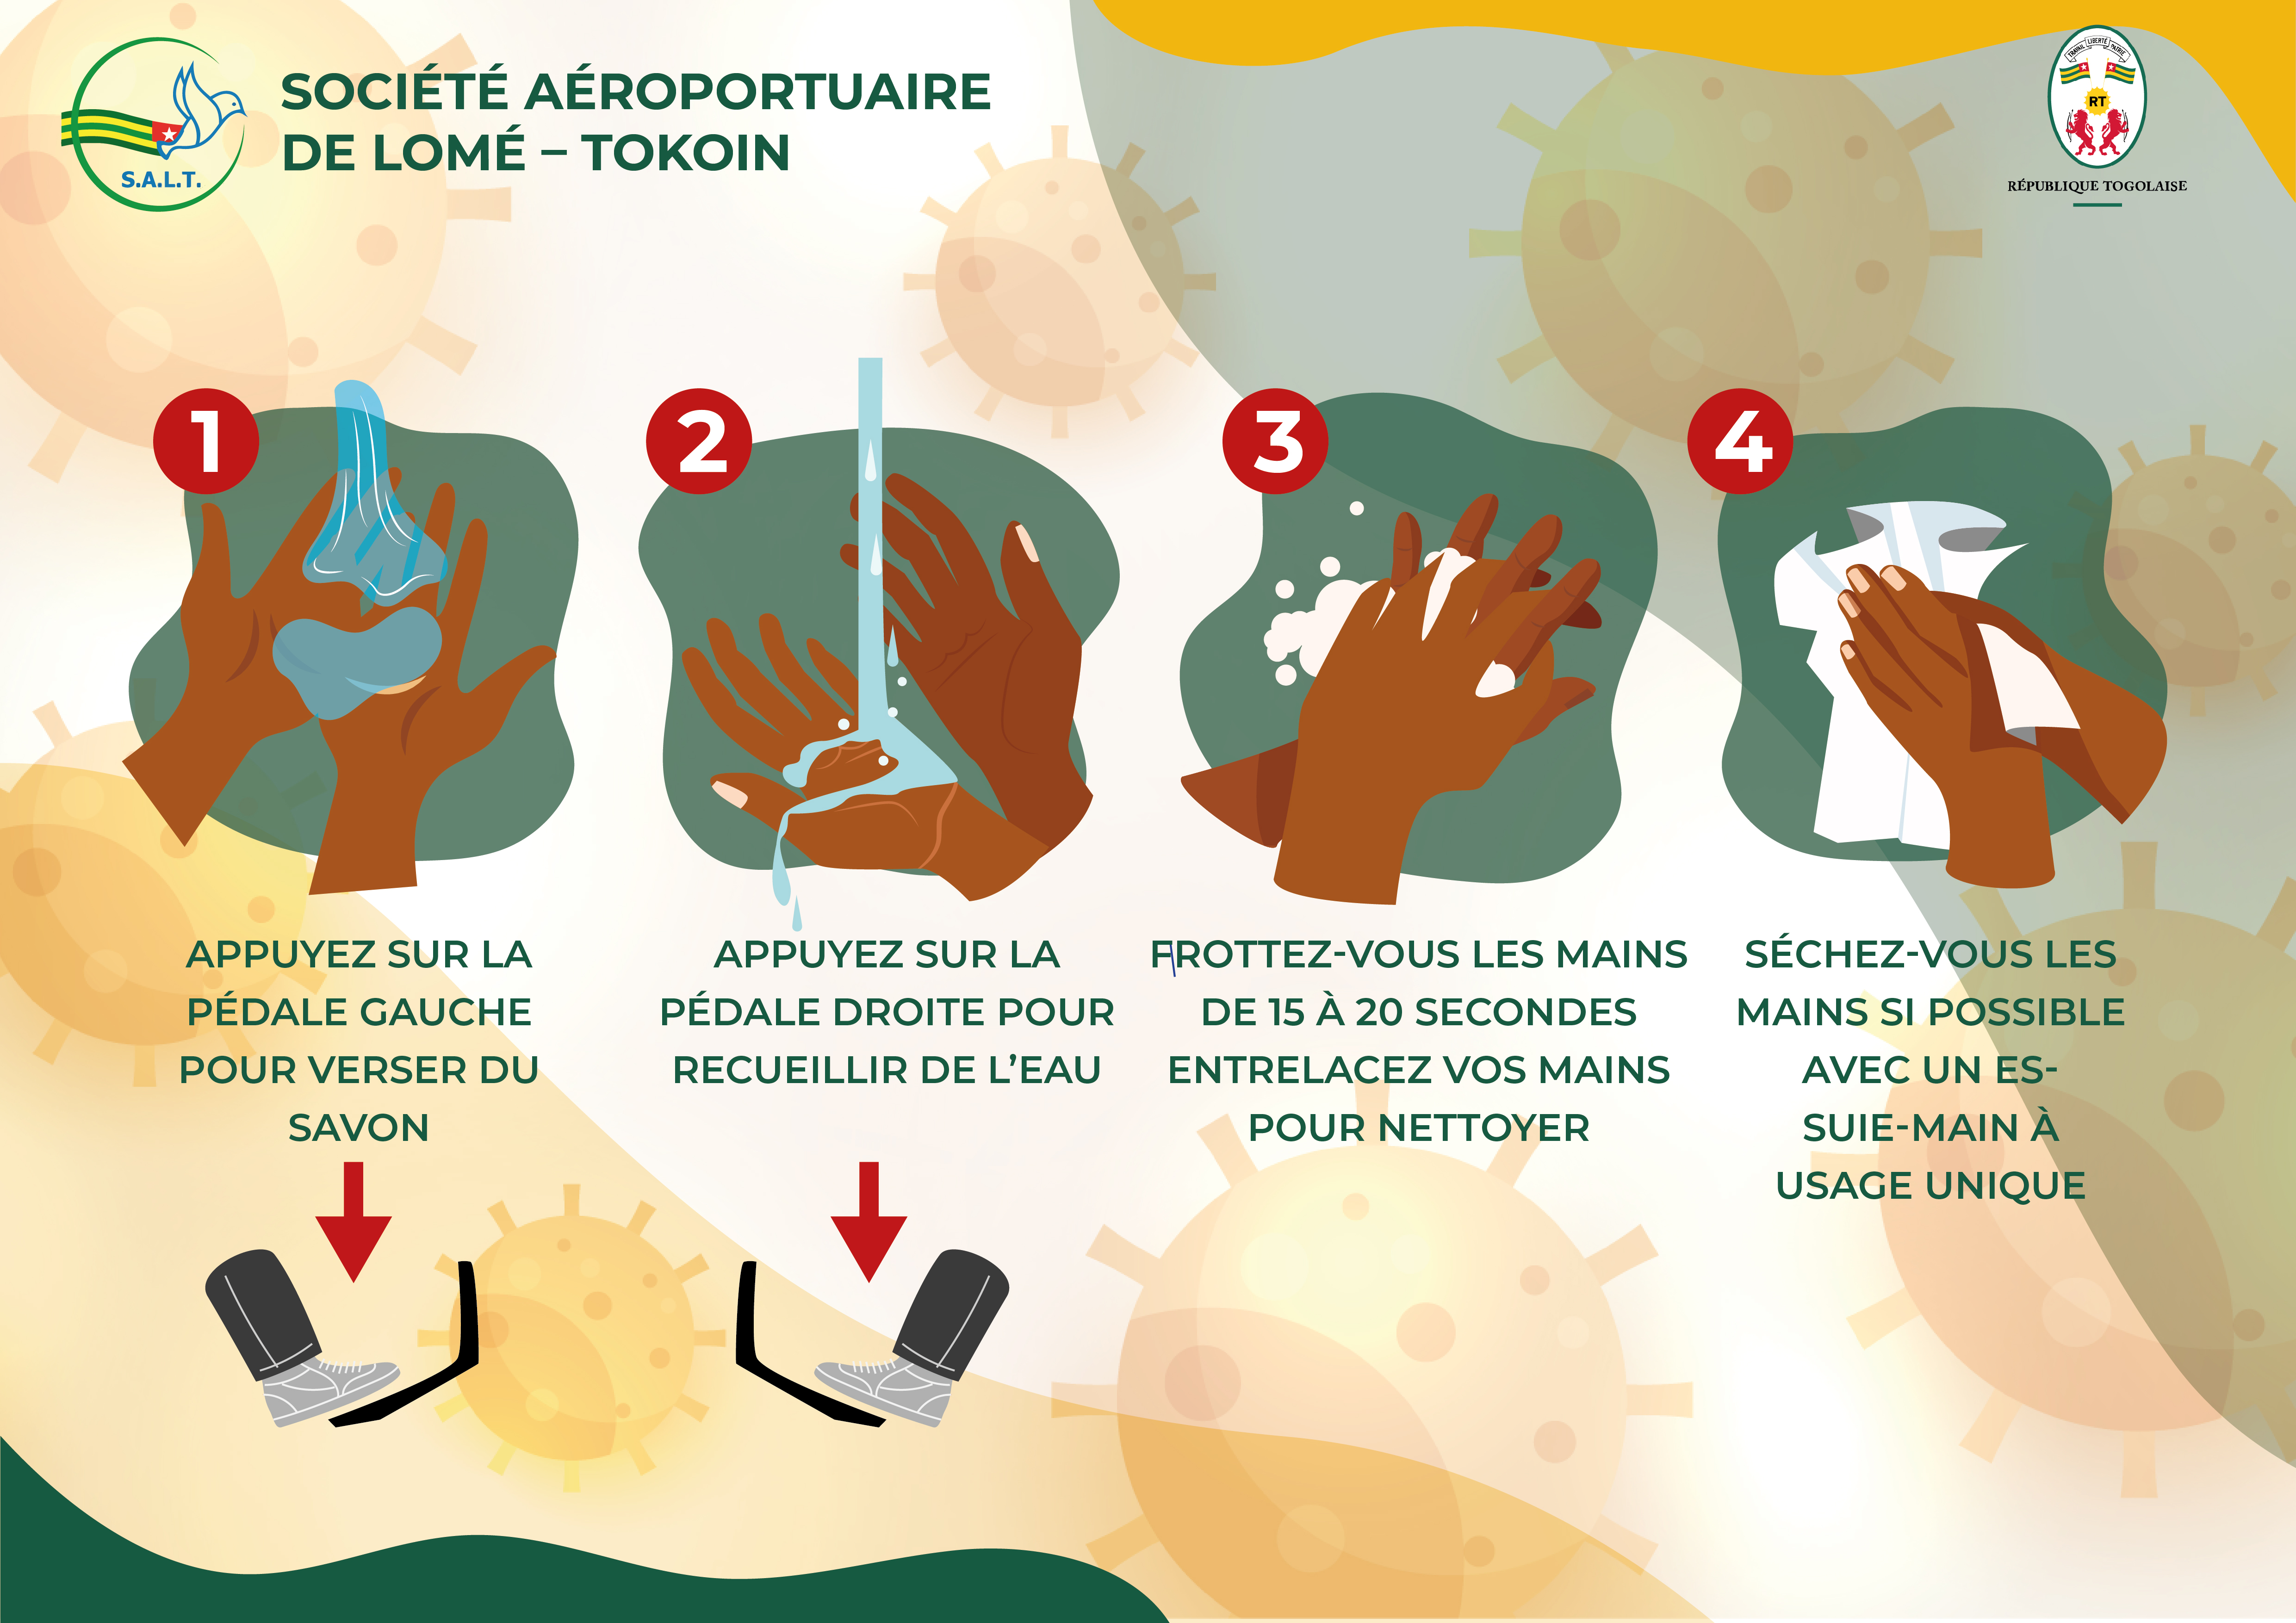 SOCIÉTÉ AÉROPORTUAIRE
DE LOMÉ – TOKOIN
S.A.L.T.
TRAVAIL LIBERTÉ PATRIE
RT
RÉPUBLIQUE TOGOLAISE
1
APPUYEZ SUR LA
PÉDALE GAUCHE
POUR VERSER DU
SAVON
2
APPUYEZ SUR LA
PÉDALE DROITE POUR
RECUEILLIR DE L’EAU
3
FROTTEZ-VOUS LES MAINS
DE 15 À 20 SECONDES
ENTRELACEZ VOS MAINS
POUR NETTOYER
4
SÉCHEZ-VOUS LES
MAINS SI POSSIBLE
AVEC UN ES-
SUIE-MAIN À
USAGE UNIQUE